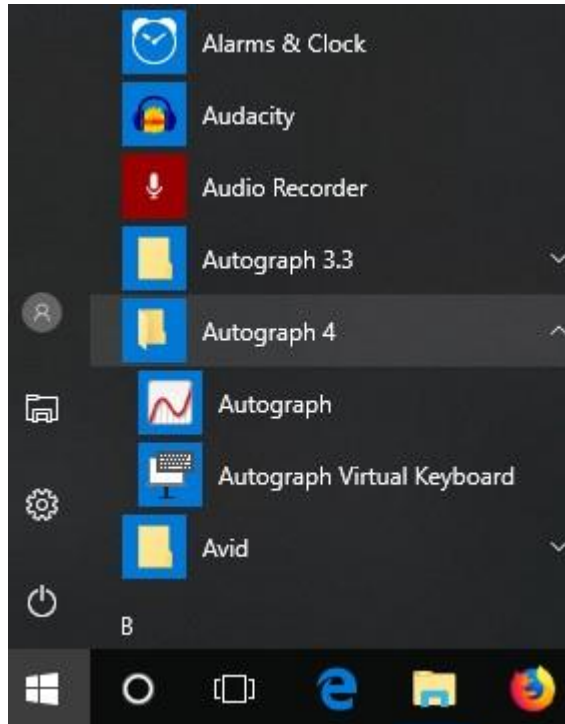 Alarms & Clock
Audacity
Audio Recorder
Autograph 3.3
Autograph 4
Autograph
Autograph Virtual Keyboard
Avid
B